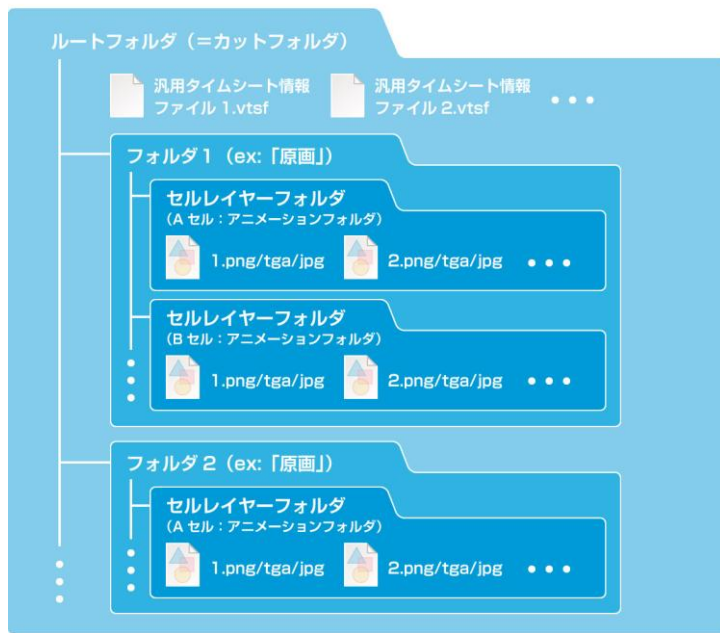 ルートフォルダ（=カットフォルダ）
汎用タイムシート情報
ファイル 1.vtsf
汎用タイムシート情報
ファイル 2.vtsf
フォルダ 1（ex:「原画」）
セルレイヤーフォルダ
（A セル：アニメーションフォルダ）
1.png/tga/jpg
2.png/tga/jpg
セルレイヤーフォルダ
（B セル：アニメーションフォルダ）
1.png/tga/jpg
2.png/tga/jpg
フォルダ 2（ex:「原画」）
セルレイヤーフォルダ
（A セル：アニメーションフォルダ）
1.png/tga/jpg
2.png/tga/jpg